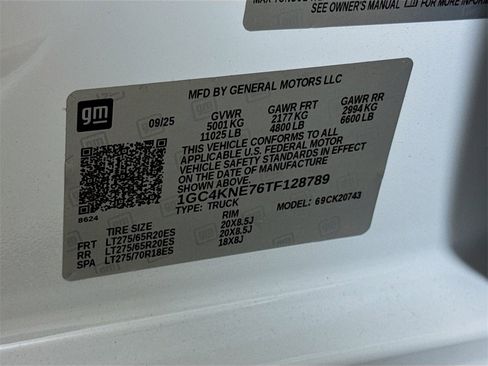 SEE OWNER'S MANUAL
FOR MORE
MFD BY GENERAL MOTORS LLC
gm
09/25
GVWR GAWR FRT GAWR RR
5001 KG 2177 KG 2994 KG
11025 LB 4800 LB 6600 LB
THIS VEHICLE CONFORMS TO ALL
APPLICABLE U.S. FEDERAL MOTOR
VEHICLE SAFETY STANDARDS IN EFFECT
ON THE DATE OF MANUFACTURE
1GC4KNE76TF128789
TYPE: TRUCK MODEL: 69CK20743
8624
TIRE SIZE RIM
FRT LT275/65R20ES 20X8.5J
RR LT275/65R20ES 20X8.5J
SPA LT275/70R18ES 18X8J